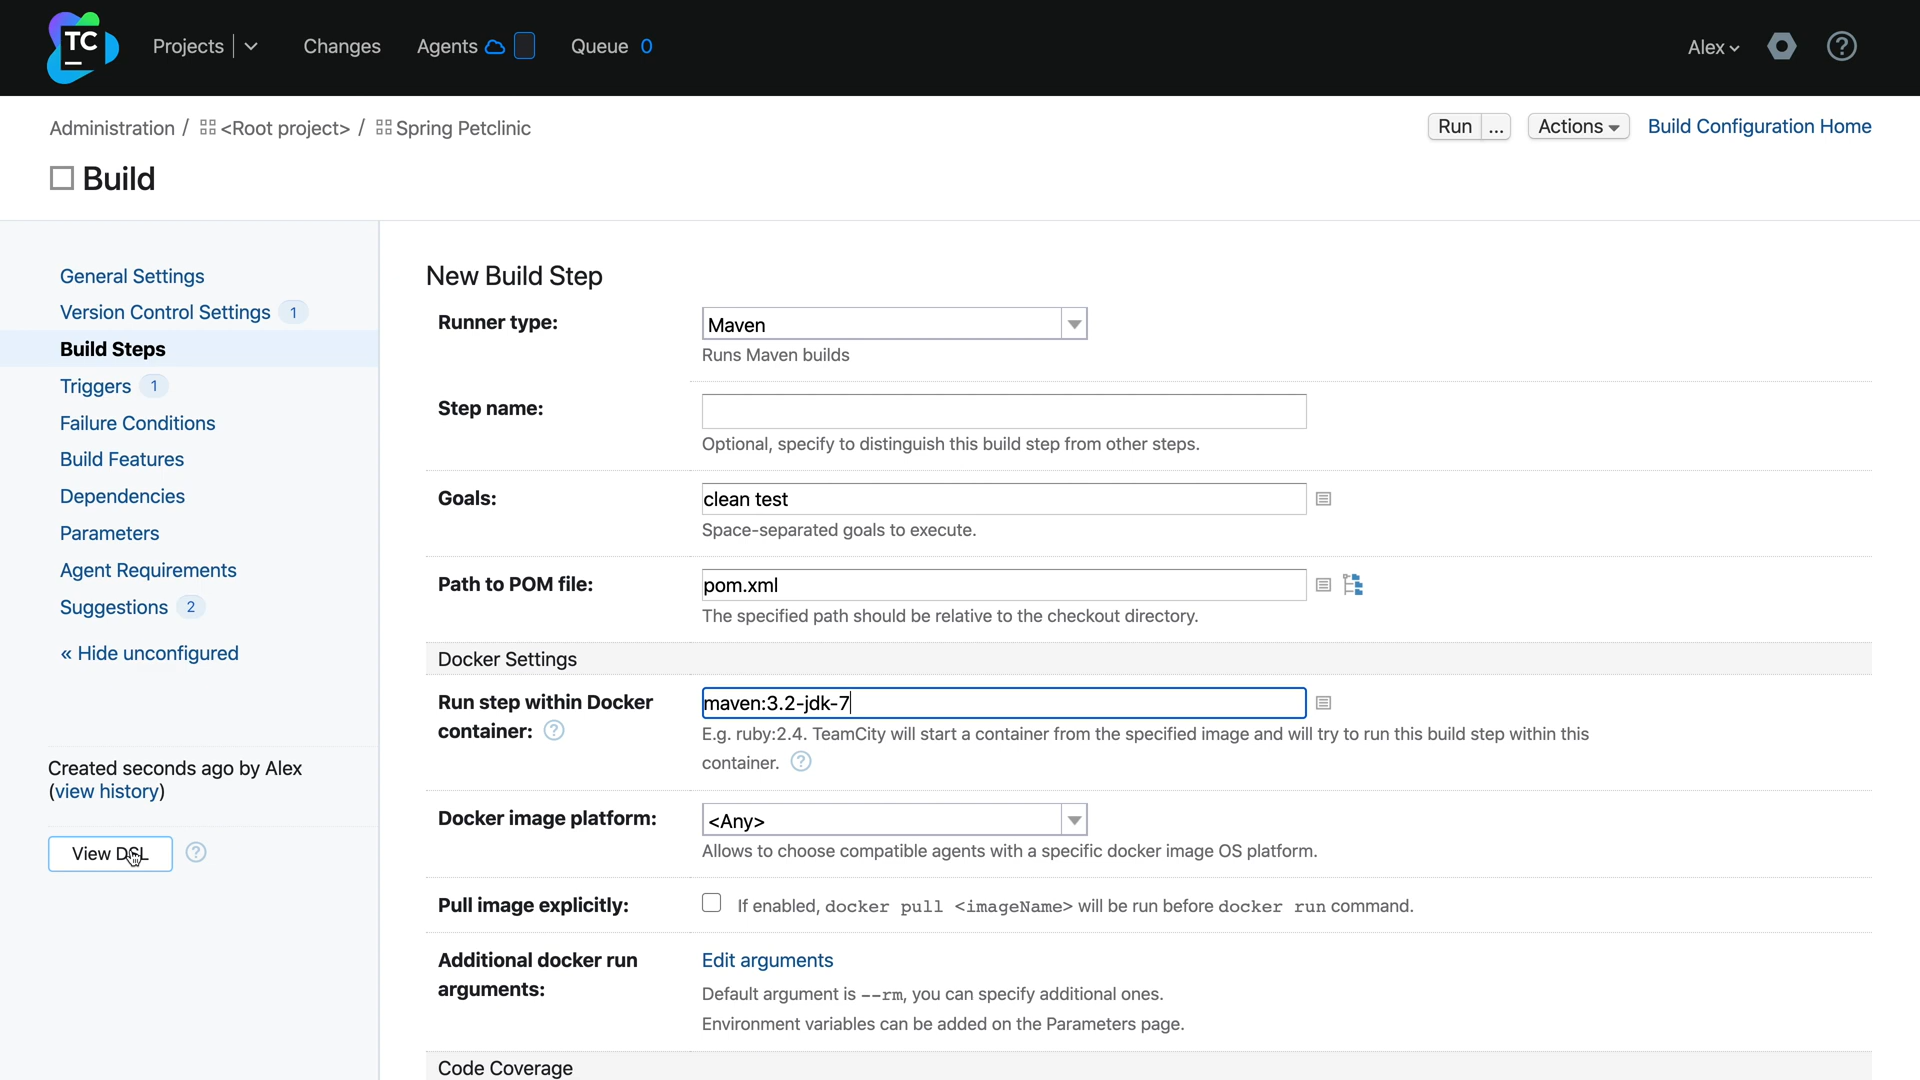 TC
Projects
Changes
Agents
Queue 0
Alex
?
Administration / <Root project> / Spring Petclinic
Run ... Actions Build Configuration Home
Build
General Settings
Version Control Settings 1
Build Steps
Triggers 1
Failure Conditions
Build Features
Dependencies
Parameters
Agent Requirements
Suggestions 2
« Hide unconfigured
Created seconds ago by Alex
(view history)
View DSL ?
New Build Step
Runner type: Maven
Runs Maven builds
Step name:
Optional, specify to distinguish this build step from other steps.
Goals: clean test
Space-separated goals to execute.
Path to POM file: pom.xml
The specified path should be relative to the checkout directory.
Docker Settings
Run step within Docker
container: ?
maven:3.2-jdk-7
E.g. ruby:2.4. TeamCity will start a container from the specified image and will try to run this build step within this
container. ?
Docker image platform: <Any>
Allows to choose compatible agents with a specific docker image OS platform.
Pull image explicitly: If enabled, docker pull <imageName> will be run before docker run command.
Additional docker run
arguments:
Edit arguments
Default argument is --rm, you can specify additional ones.
Environment variables can be added on the Parameters page.
Code Coverage